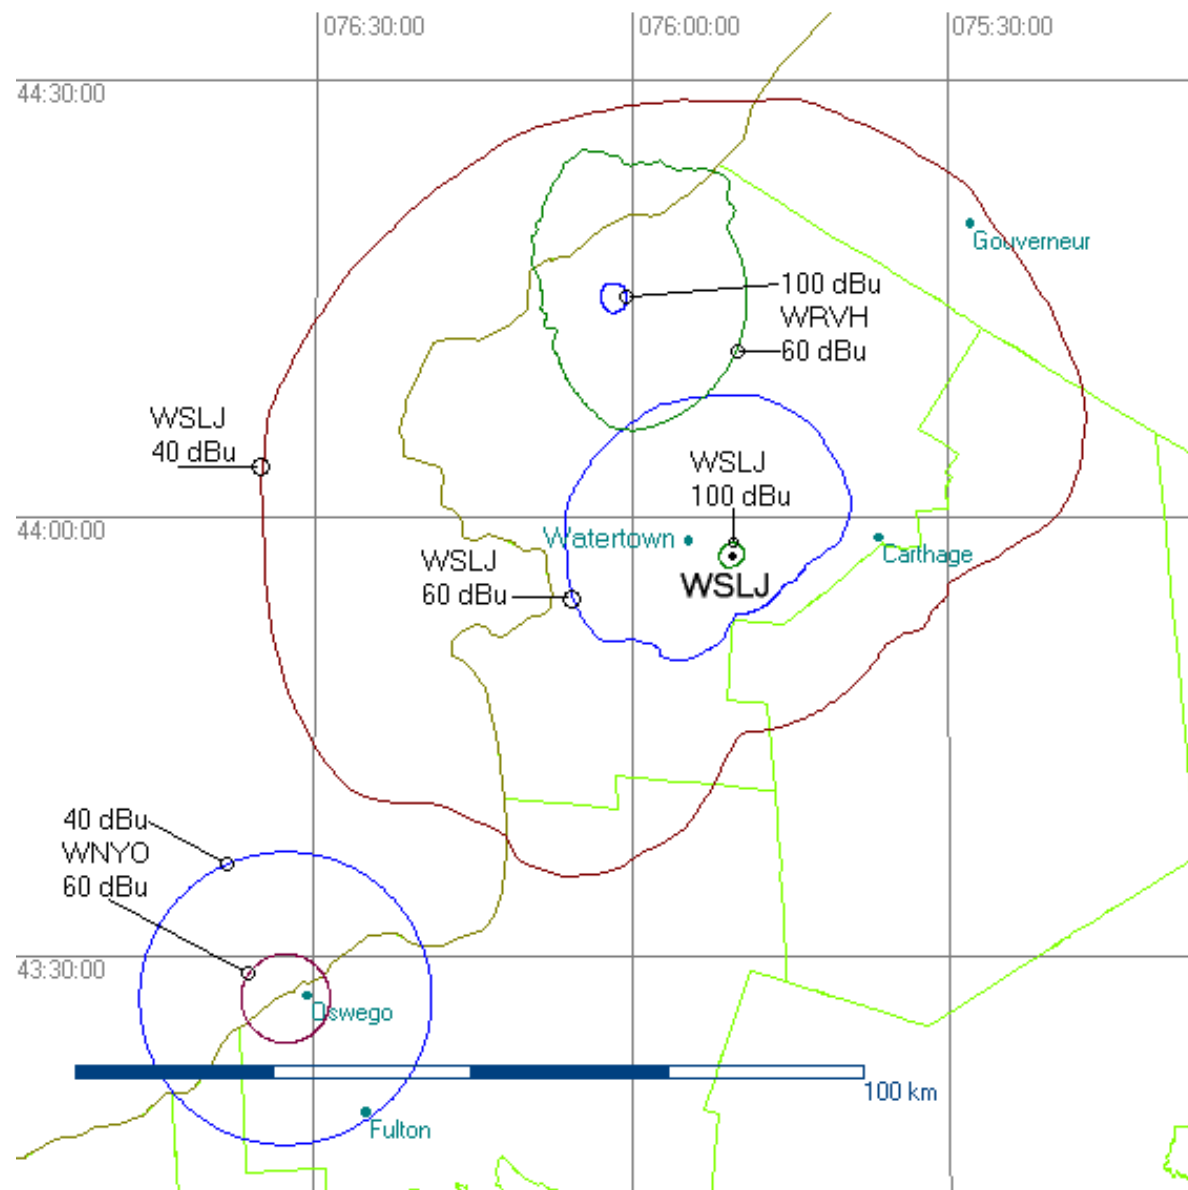 076:30:00
076:00:00
075:30:00
44:30:00
Gouverneur
100 dBu
WRVH
60 dBu
WSLJ
40 dBu
WSLJ
100 dBu
44:00:00
Watertown
Carthage
WSLJ
60 dBu
WSLJ
40 dBu
WNYO
60 dBu
43:30:00
Oswego
100 km
Fulton